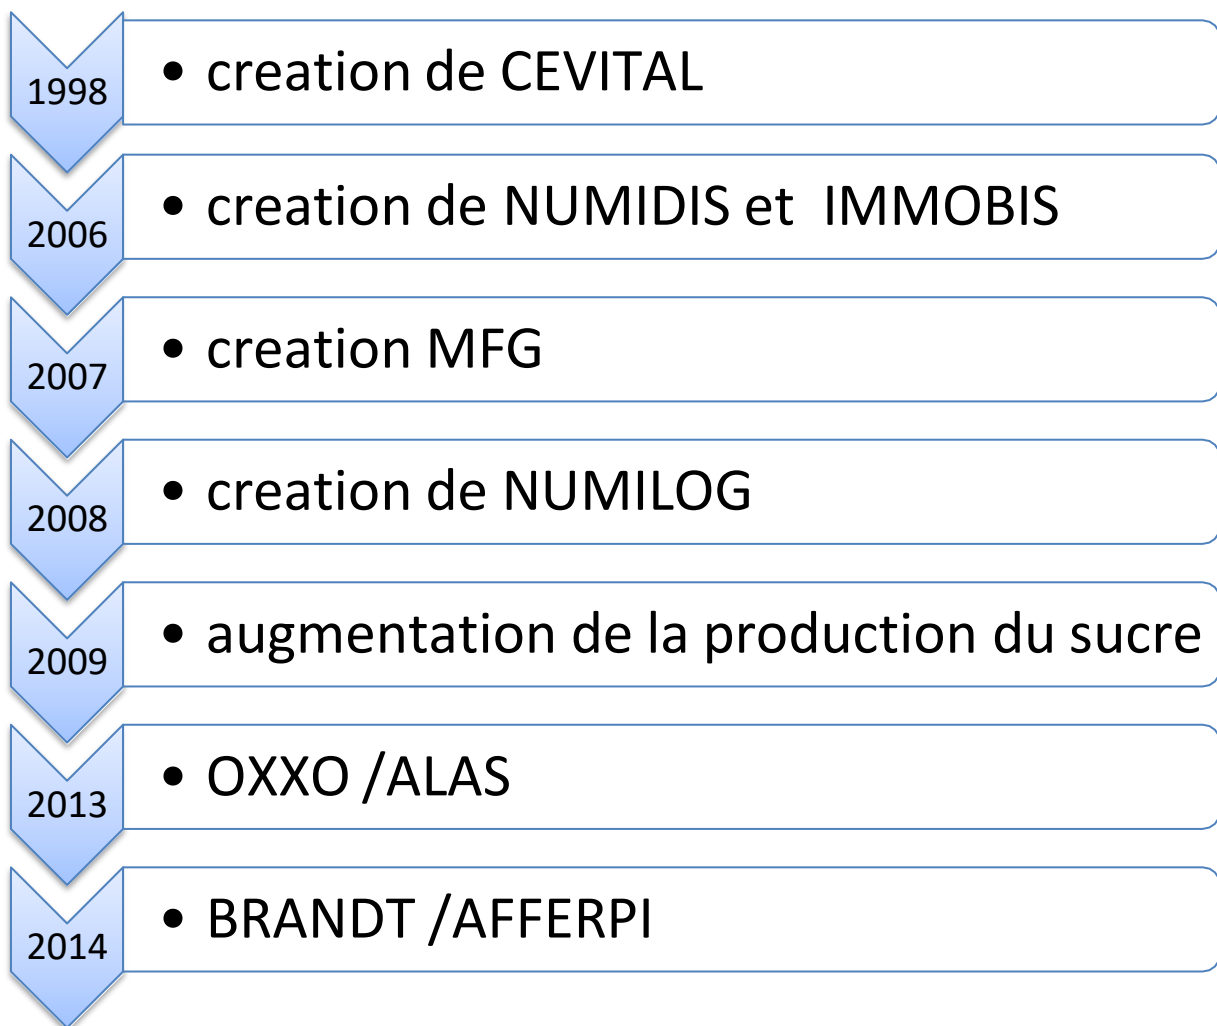 1998
• creation de CEVITAL
2006
• creation de NUMIDIS et  IMMOBIS
2007
• creation MFG
2008
• creation de NUMILOG
2009
• augmentation de la production du sucre
2013
• OXXO /ALAS
2014
• BRANDT /AFFERPI